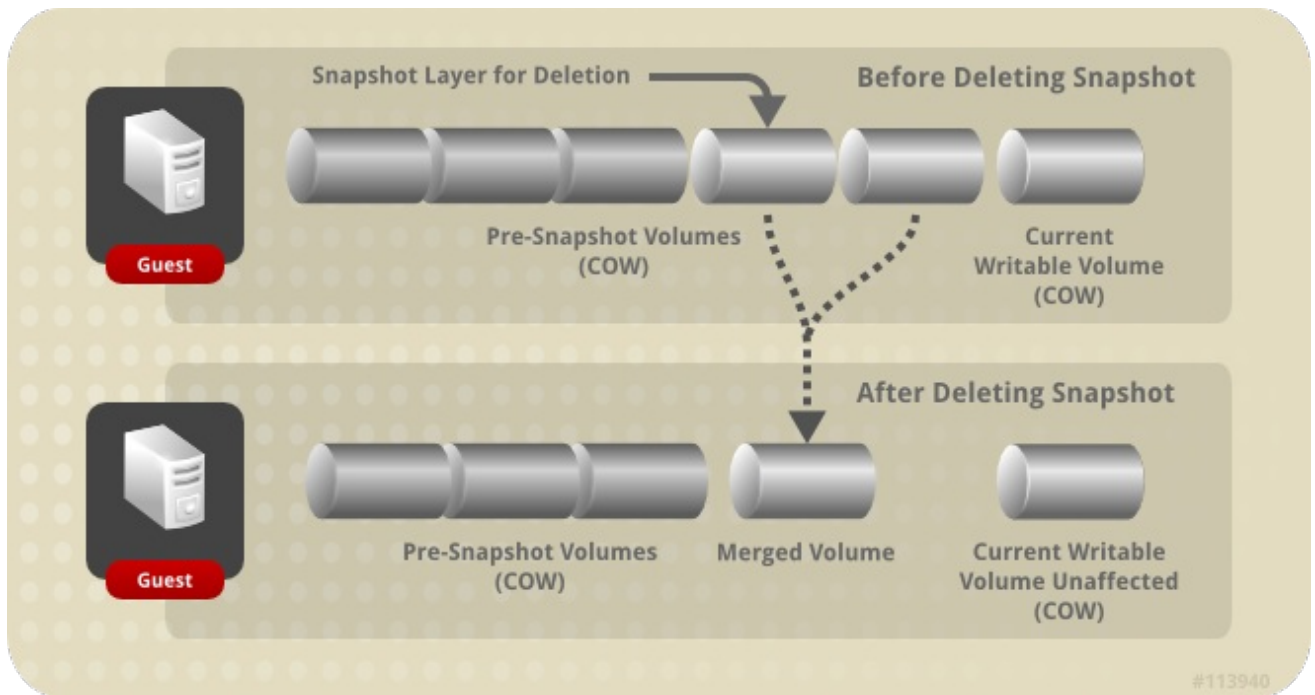 Snapshot Layer for Deletion
Before Deleting Snapshot
Guest
Pre-Snapshot Volumes
(COW)
Current
Writable Volume
(COW)
After Deleting Snapshot
Guest
Pre-Snapshot Volumes
(COW)
Merged Volume
Current Writable
Volume Unaffected
(COW)
#113940